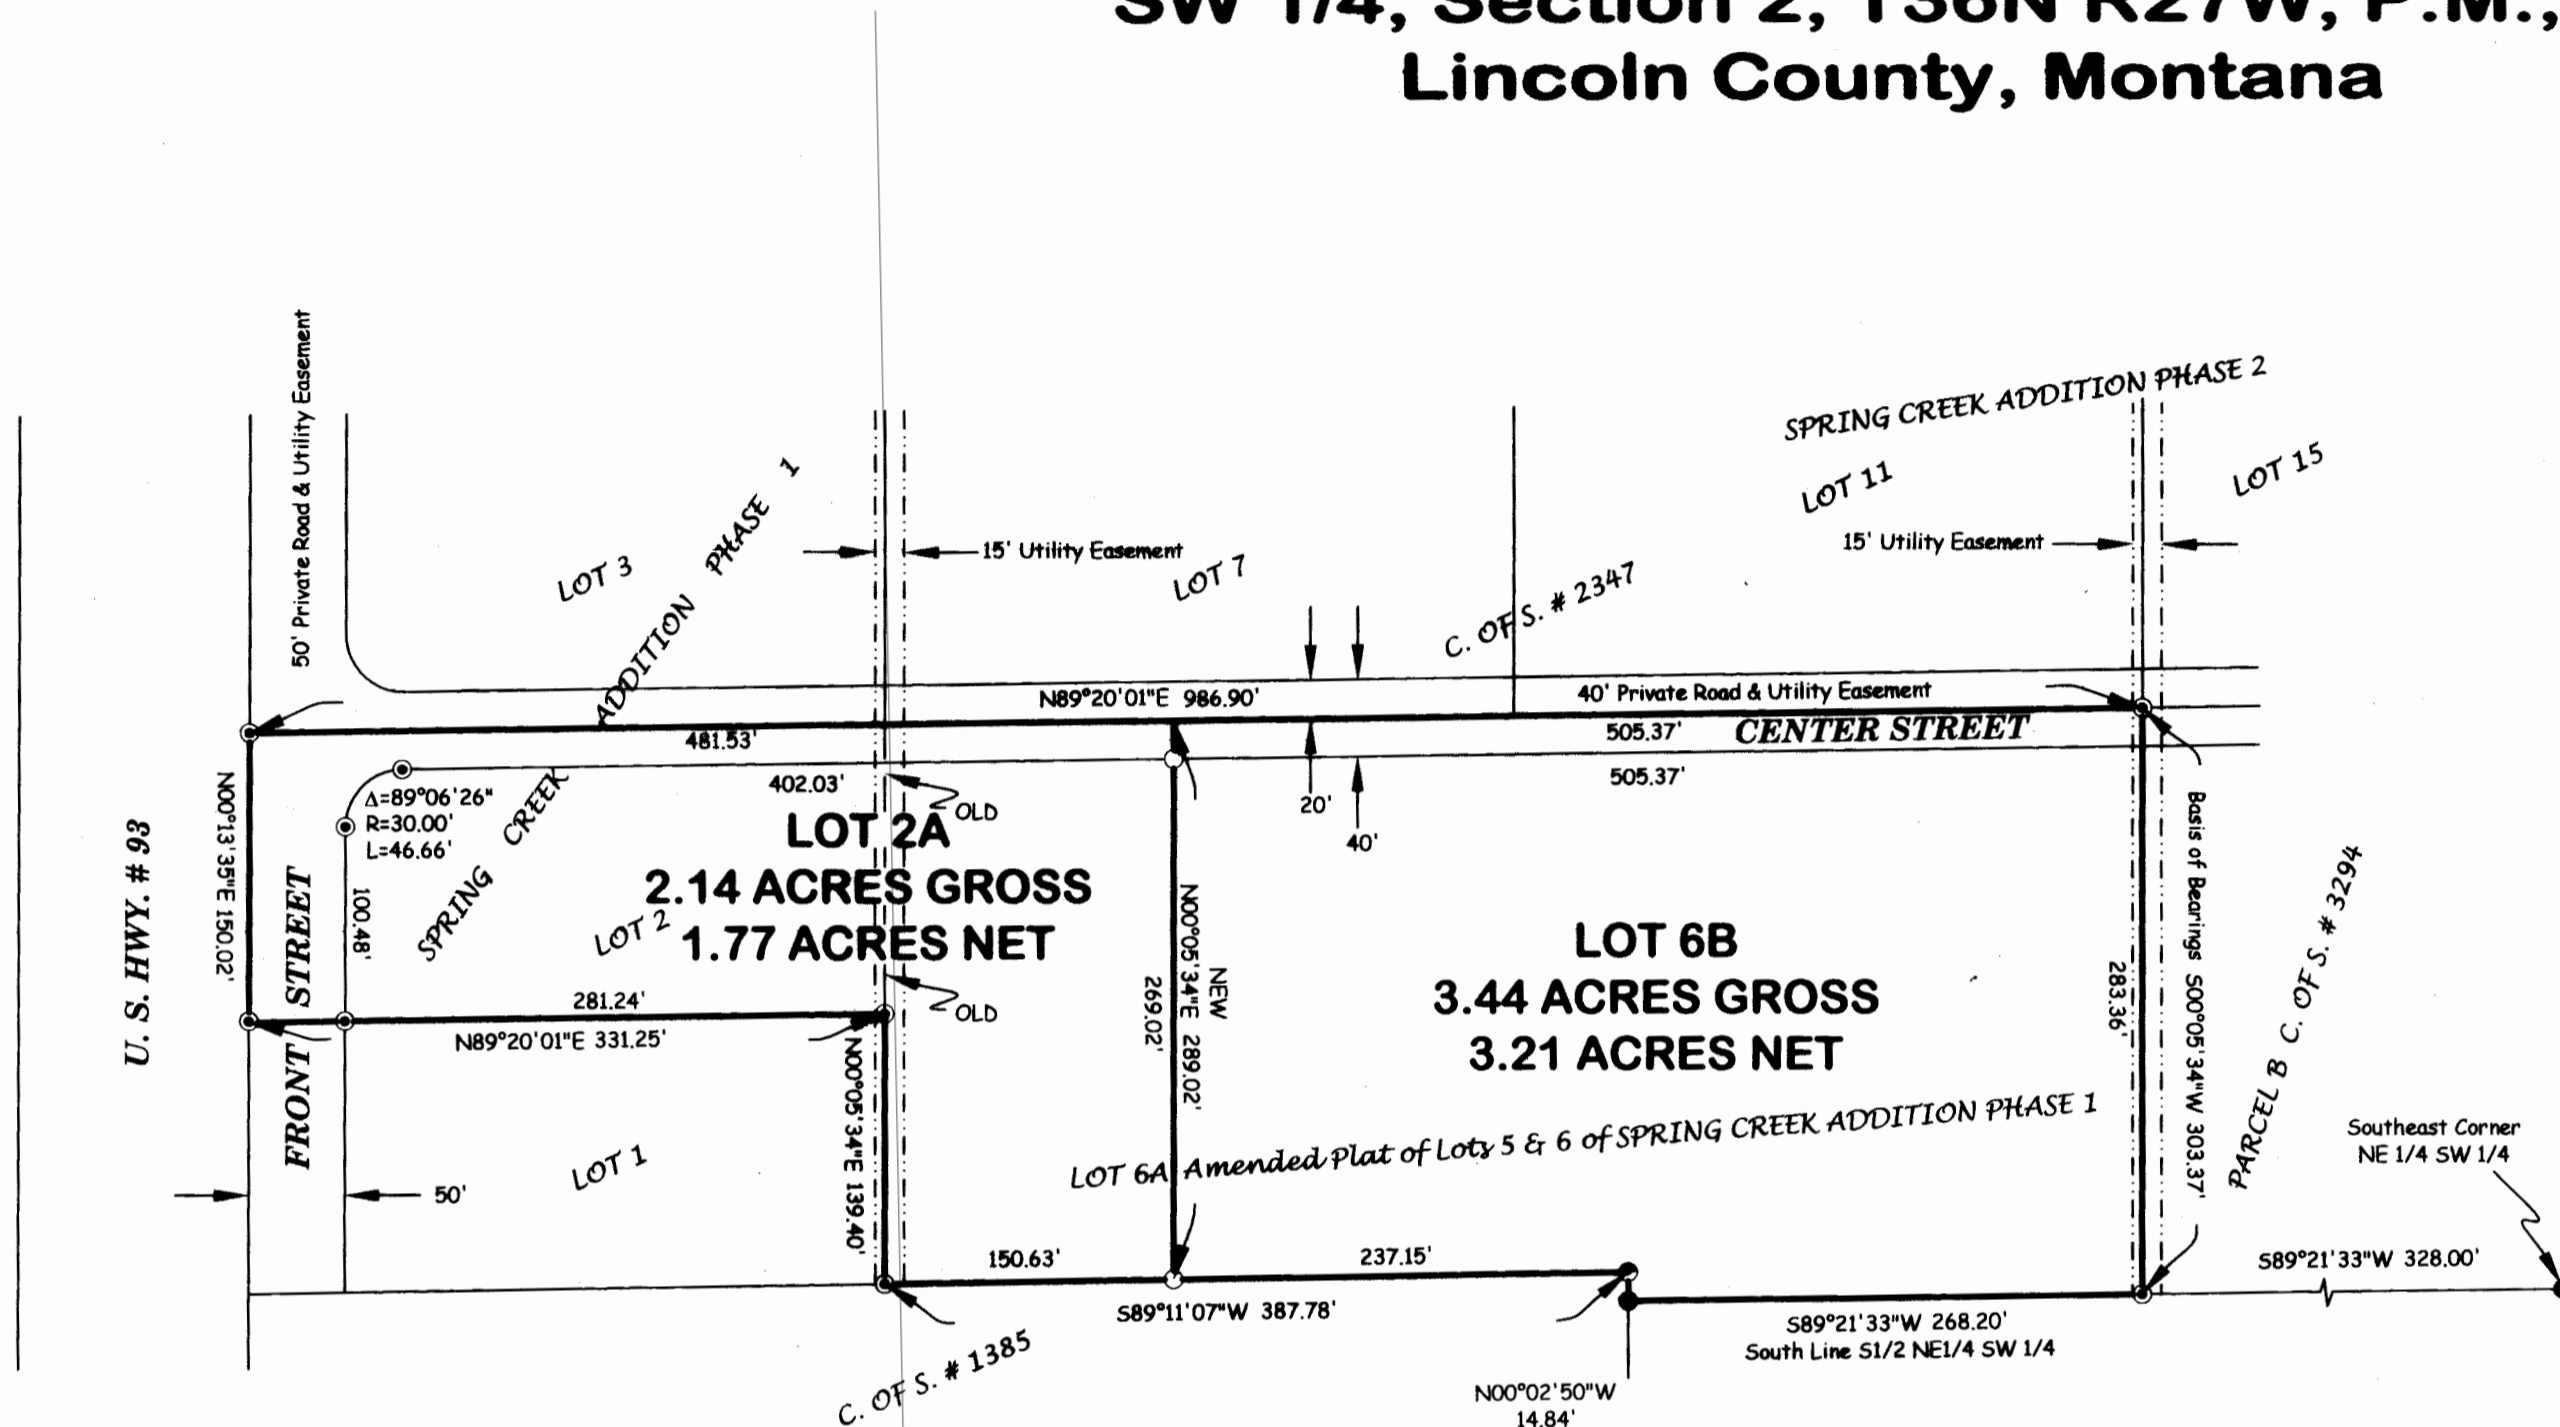 SW 1/4, Section 2, T36N R27W, P.M.,
Lincoln County, Montana
50' Private Road & Utility Easement
SPRING CREEK ADDITION PHASE 2
LOT 11
LOT 15
15' Utility Easement
15' Utility Easement
LOT 3
LOT 7
C. OF S. # 2347
SPRING CREEK ADDITION PHASE 1
N89°20'01"E 986.90'
40' Private Road & Utility Easement
481.53'
505.37'
CENTER STREET
402.03'
505.37'
OLD
20'
40'
Δ=89°06'26"
R=30.00'
L=46.66'
N00°13'35"E 150.02'
U. S. HWY. # 93
FRONT STREET
100.48'
LOT 2A
2.14 ACRES GROSS
1.77 ACRES NET
LOT 2
281.24'
N89°20'01"E 331.25'
OLD
N00°05'34"E 139.40'
269.02'
N00°05'34"E 289.02'
NEW
LOT 6B
3.44 ACRES GROSS
3.21 ACRES NET
283.36'
Basis of Bearings S00°05'34"W 303.37'
PARCEL B C. OF S. # 3294
LOT 6A Amended Plat of Lots 5 & 6 of SPRING CREEK ADDITION PHASE 1
LOT 1
50'
Southeast Corner
NE 1/4 SW 1/4
150.63'
237.15'
S89°21'33"W 328.00'
S89°11'07"W 387.78'
S89°21'33"W 268.20'
South Line S1/2 NE1/4 SW 1/4
C. OF S. # 1385
N00°02'50"W
14.84'